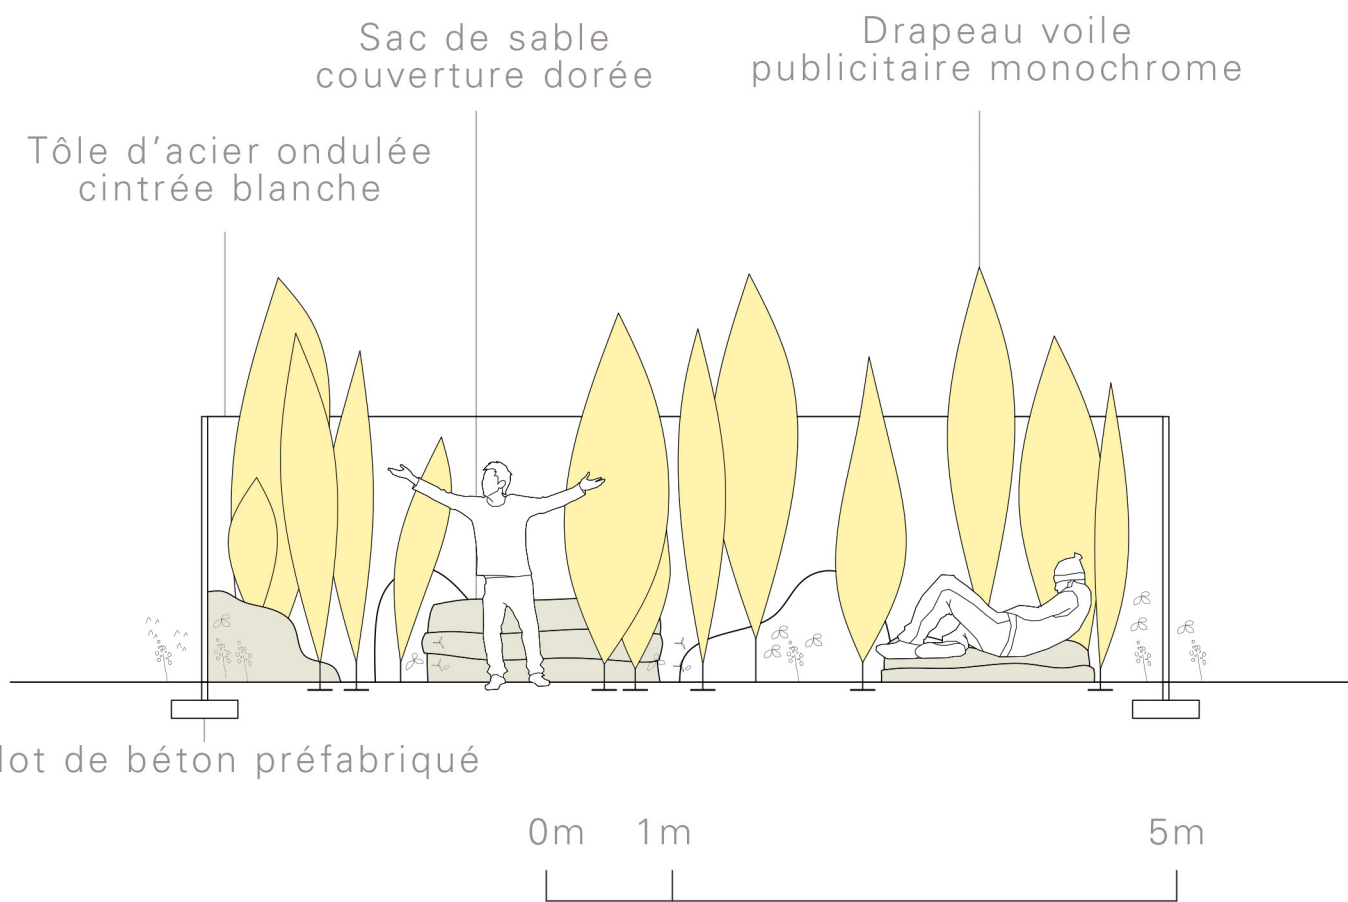 Sac de sable
couverture dorée
Drapeau voile
publicitaire monochrome
Tôle d'acier ondulée
cintrée blanche
lot de béton préfabriqué
0m 1m 5m